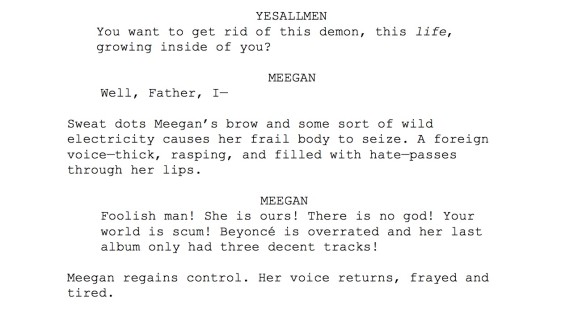 YESALLMEN
You want to get rid of this demon, this life,
growing inside of you?
MEEGAN
Well, Father, I—
Sweat dots Meegan's brow and some sort of wild
electricity causes her frail body to seize. A foreign
voice—thick, rasping, and filled with hate—passes
through her lips.
MEEGAN
Foolish man! She is ours! There is no god! Your
world is scum! Beyoncé is overrated and her last
album only had three decent tracks!
Meegan regains control. Her voice returns, frayed and
tired.